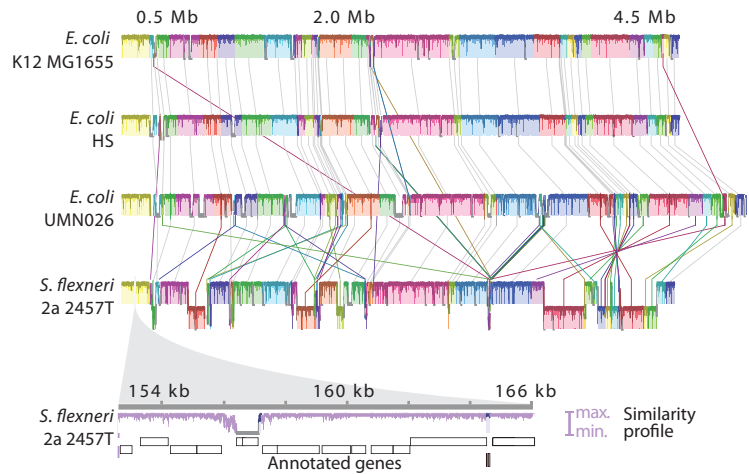 0.5 Mb 2.0 Mb 4.5 Mb
E. coli
K12 MG1655
E. coli
HS
E. coli
UMN026
S. flexneri
2a 2457T
154 kb 160 kb 166 kb
S. flexneri
2a 2457T
max.
min.
Similarity
profile
Annotated genes